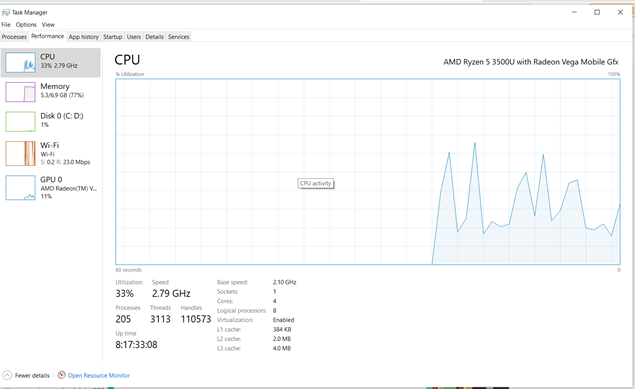 Task Manager
File Options View
Processes Performance App history Startup Users Details Services
CPU
33% 2.79 GHz
Memory
5.3/6.9 GB (77%)
Disk 0 (C: D:)
1%
Wi-Fi
Wi-Fi
S: 0.2 R: 23.0 Mbps
GPU 0
AMD Radeon(TM) V...
11%
CPU
AMD Ryzen 5 3500U with Radeon Vega Mobile Gfx
% Utilization 100%
CPU activity
60 seconds 0
Utilization Speed
33% 2.79 GHz
Processes Threads Handles
205 3113 110573
Up time
8:17:33:08
Base speed: 2.10 GHz
Sockets: 1
Cores: 4
Logical processors: 8
Virtualization: Enabled
L1 cache: 384 KB
L2 cache: 2.0 MB
L3 cache: 4.0 MB
Fewer details Open Resource Monitor